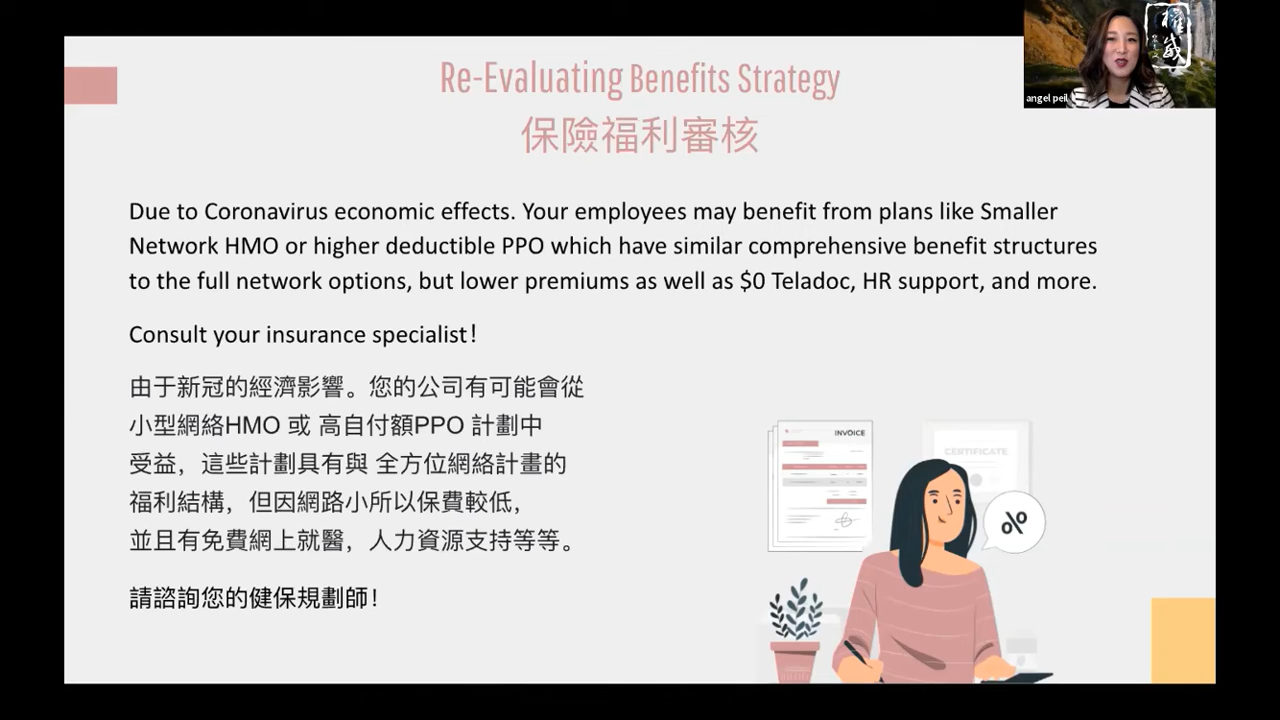 權威
angel peil
Re-Evaluating Benefits Strategy
保險福利審核
Due to Coronavirus economic effects. Your employees may benefit from plans like Smaller
Network HMO or higher deductible PPO which have similar comprehensive benefit structures
to the full network options, but lower premiums as well as $0 Teladoc, HR support, and more.
Consult your insurance specialist！
由于新冠的經濟影響。您的公司有可能會從
小型網絡HMO 或 高自付額PPO 計劃中
受益，這些計劃具有與 全方位網絡計畫的
福利結構，但因網路小所以保費較低，
並且有免費網上就醫，人力資源支持等等。
請諮詢您的健保規劃師！
INVOICE
CERTIFICATE
%